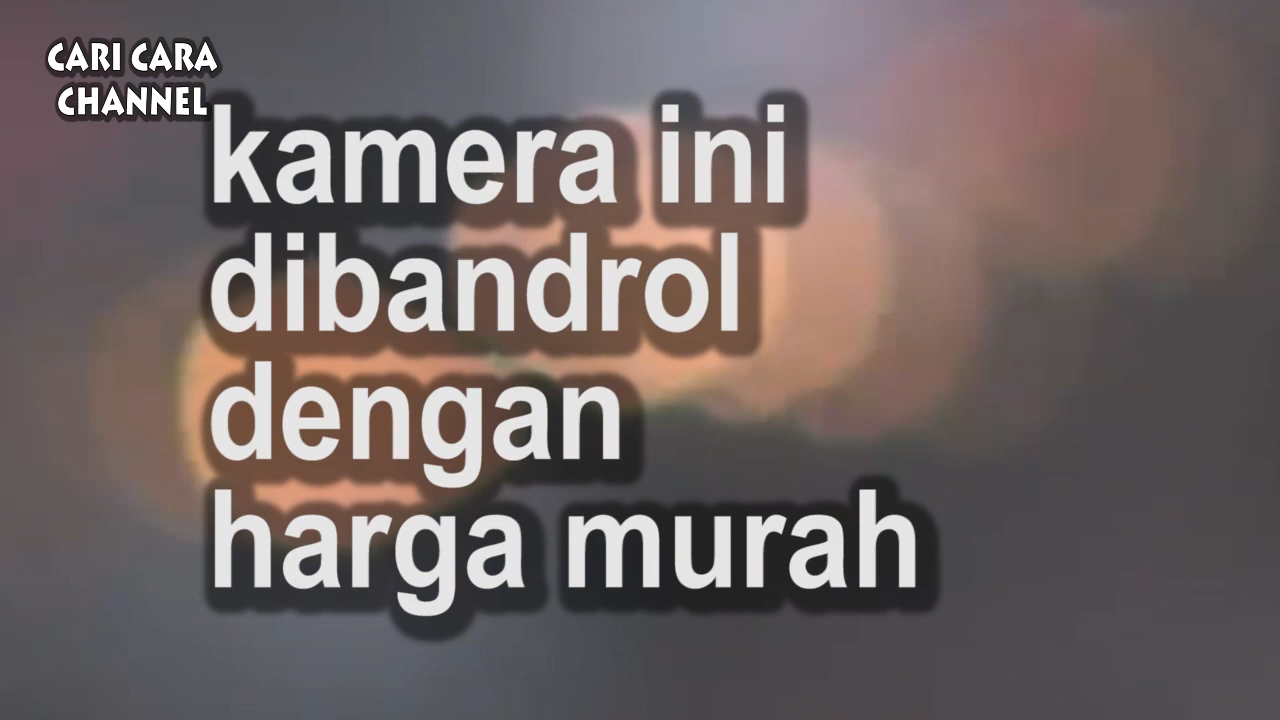 CARI CARA
CHANNEL
kamera ini
dibandrol
dengan
harga murah